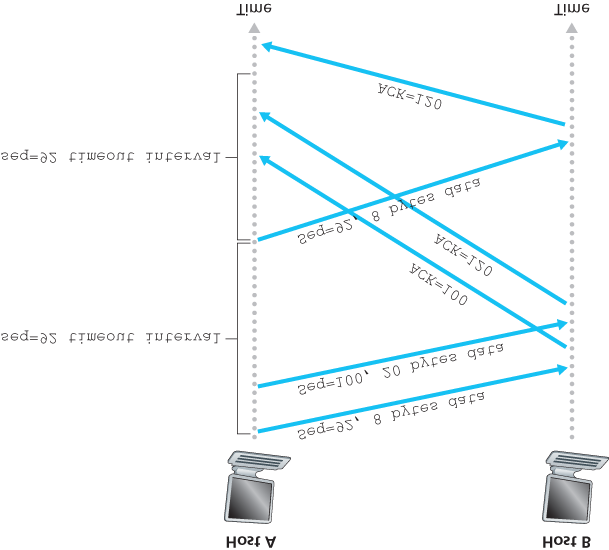 Host A
Host B
Seq=92, 8 bytes data
Seq=100, 20 bytes data
seq=92 timeout interval
ACK=100
ACK=120
Seq=92, 8 bytes data
seq=92 timeout interval
ACK=120
Time
Time